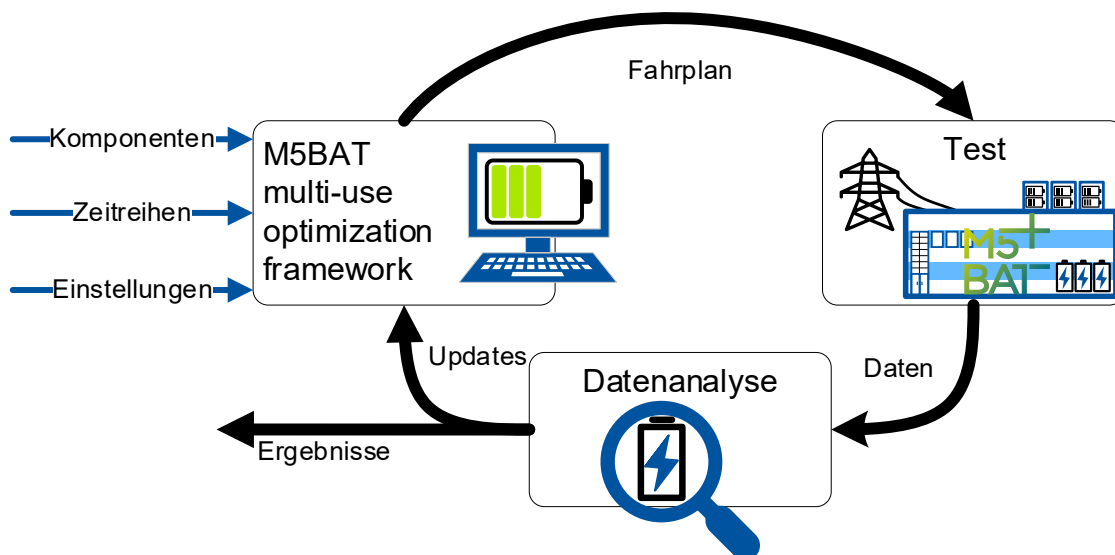 Fahrplan
Komponenten
Zeitreihen
Einstellungen
M5BAT
multi-use
optimization
framework
Test
M5
BAT
Updates
Datenanalyse
Daten
Ergebnisse